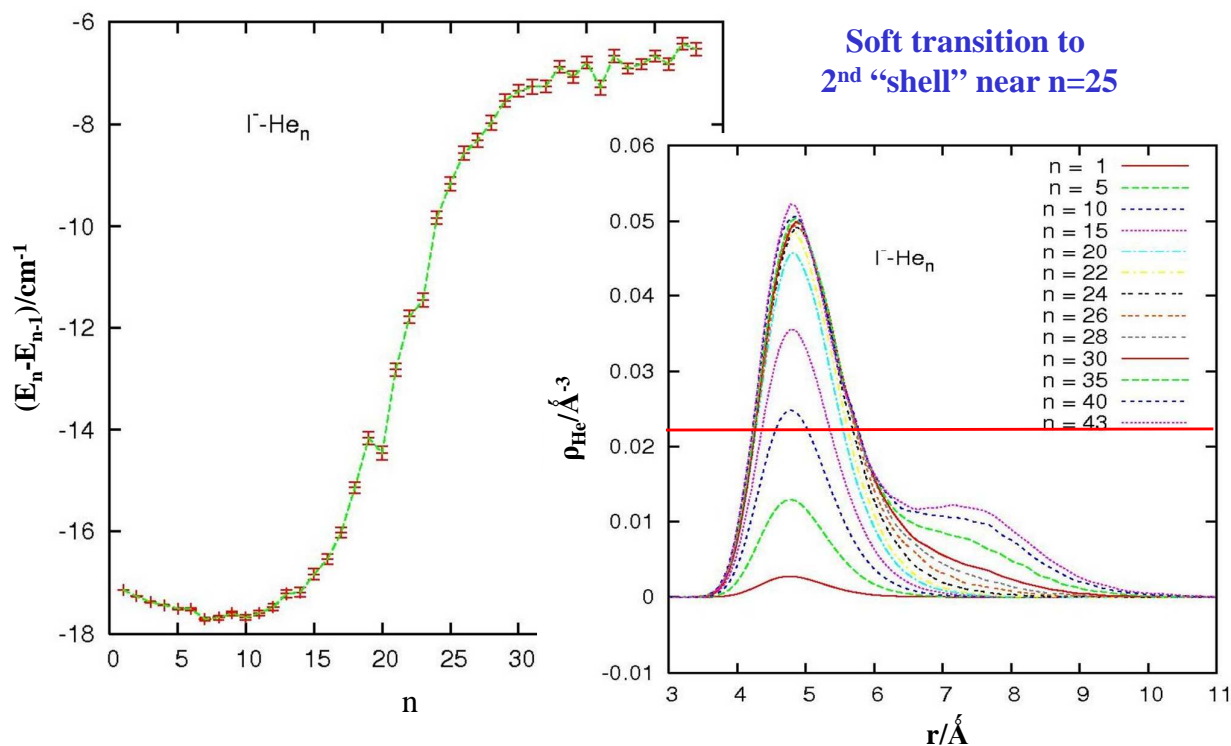 Soft transition to
2nd “shell” near n=25
-6
-8
-10
-12
-14
-16
-18
(En-En-1)/cm-1
I--Hen
0 5 10 15 20 25 30
n
0.06
0.05
0.04
0.03
0.02
0.01
0
-0.01
ρHe/Å-3
I--Hen
n = 1
n = 5
n = 10
n = 15
n = 20
n = 22
n = 24
n = 26
n = 28
n = 30
n = 35
n = 40
n = 43
3 4 5 6 7 8 9 10 11
r/Å